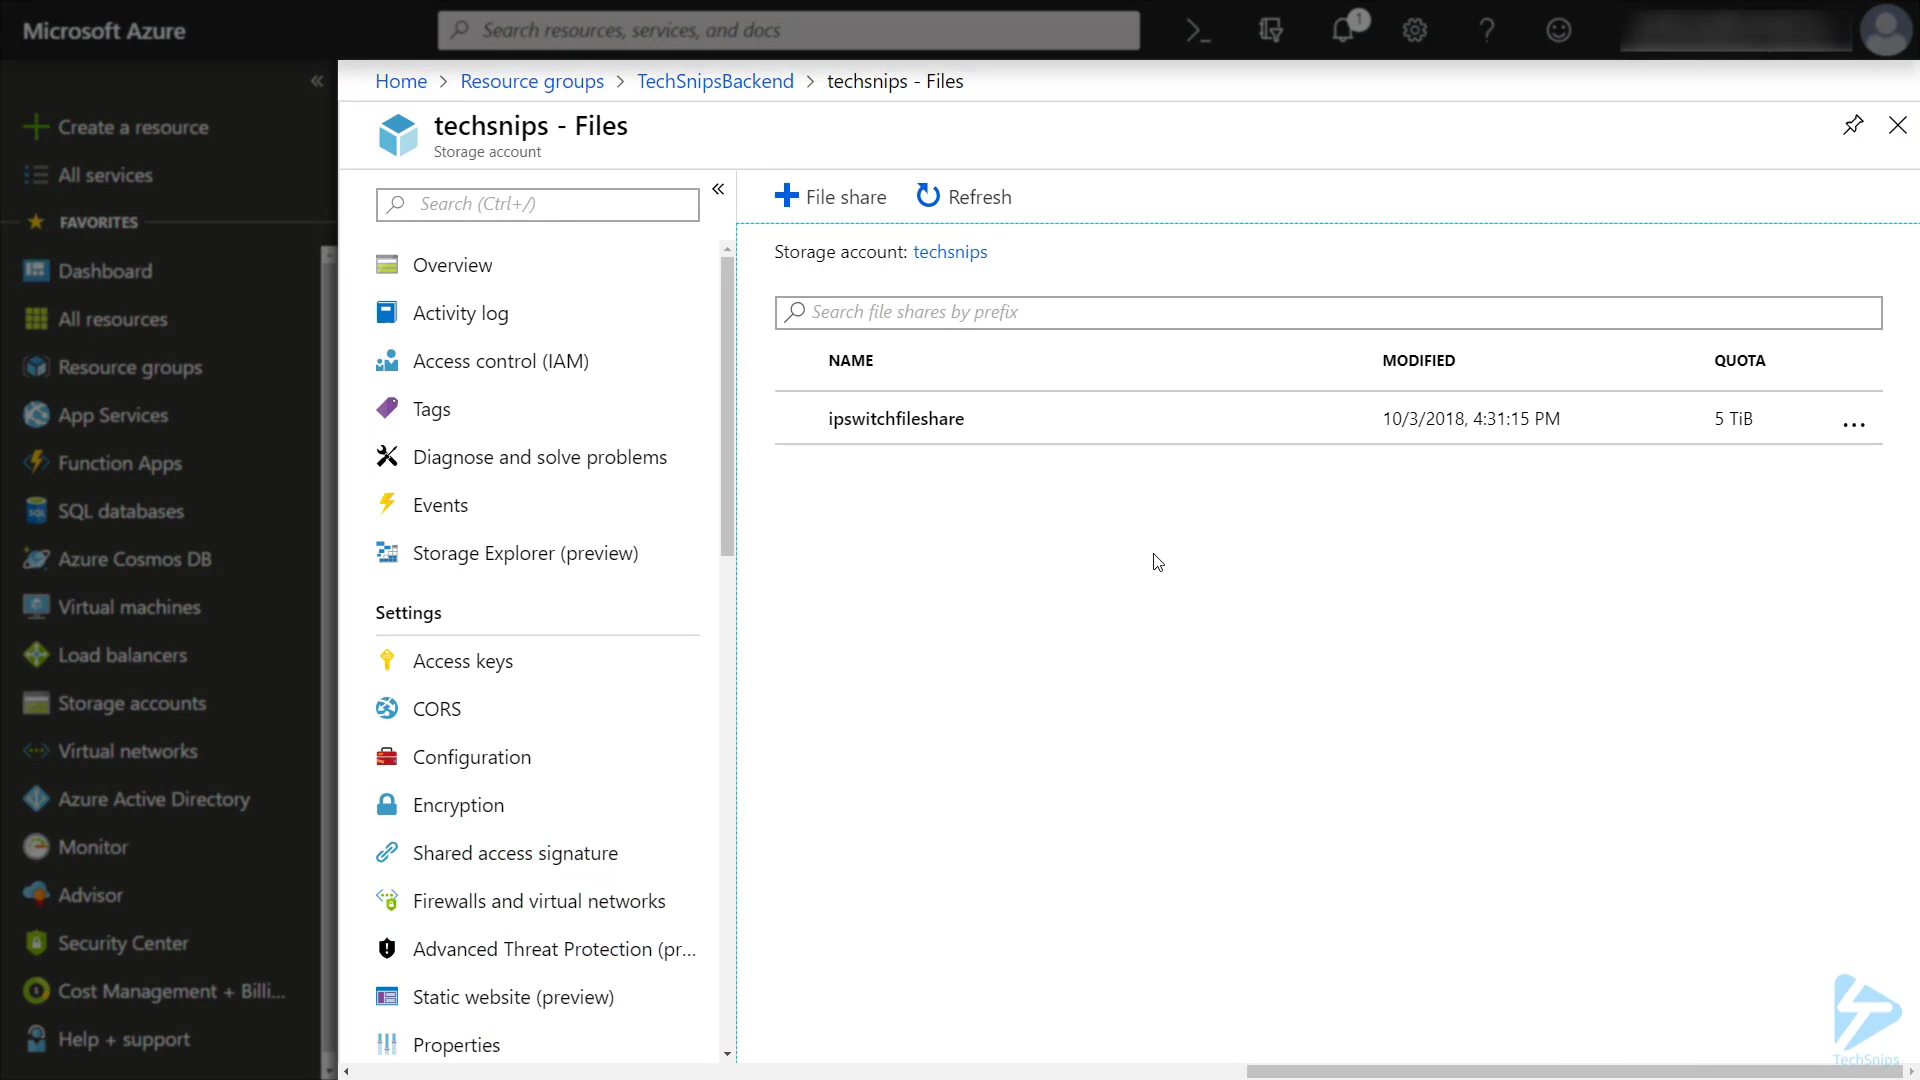 Microsoft Azure
Search resources, services, and docs
1
Home > Resource groups > TechSnipsBackend > techsnips - Files
techsnips - Files
Storage account
Create a resource
All services
FAVORITES
Dashboard
All resources
Resource groups
App Services
Function Apps
SQL databases
Azure Cosmos DB
Virtual machines
Load balancers
Storage accounts
Virtual networks
Azure Active Directory
Monitor
Advisor
Security Center
Cost Management + Billi...
Help + support
Search (Ctrl+/)
Overview
Activity log
Access control (IAM)
Tags
Diagnose and solve problems
Events
Storage Explorer (preview)
Settings
Access keys
CORS
Configuration
Encryption
Shared access signature
Firewalls and virtual networks
Advanced Threat Protection (pr...
Static website (preview)
Properties
File share Refresh
Storage account: techsnips
Search file shares by prefix
NAME MODIFIED QUOTA
ipswitchfileshare 10/3/2018, 4:31:15 PM 5 TiB ...
TechSnips